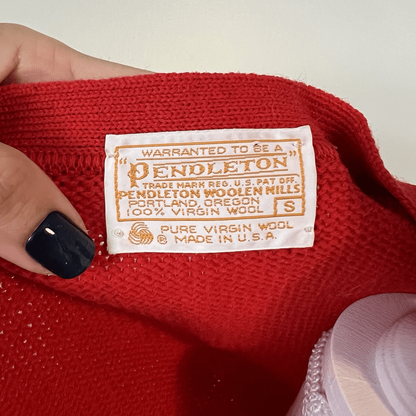 WARRANTED TO BE A
"PENDLETON"
TRADE MARK REG. U.S. PAT. OFF.
PENDLETON WOOLEN MILLS
PORTLAND, OREGON
100% VIRGIN WOOL S
PURE VIRGIN WOOL
® MADE IN U.S.A.